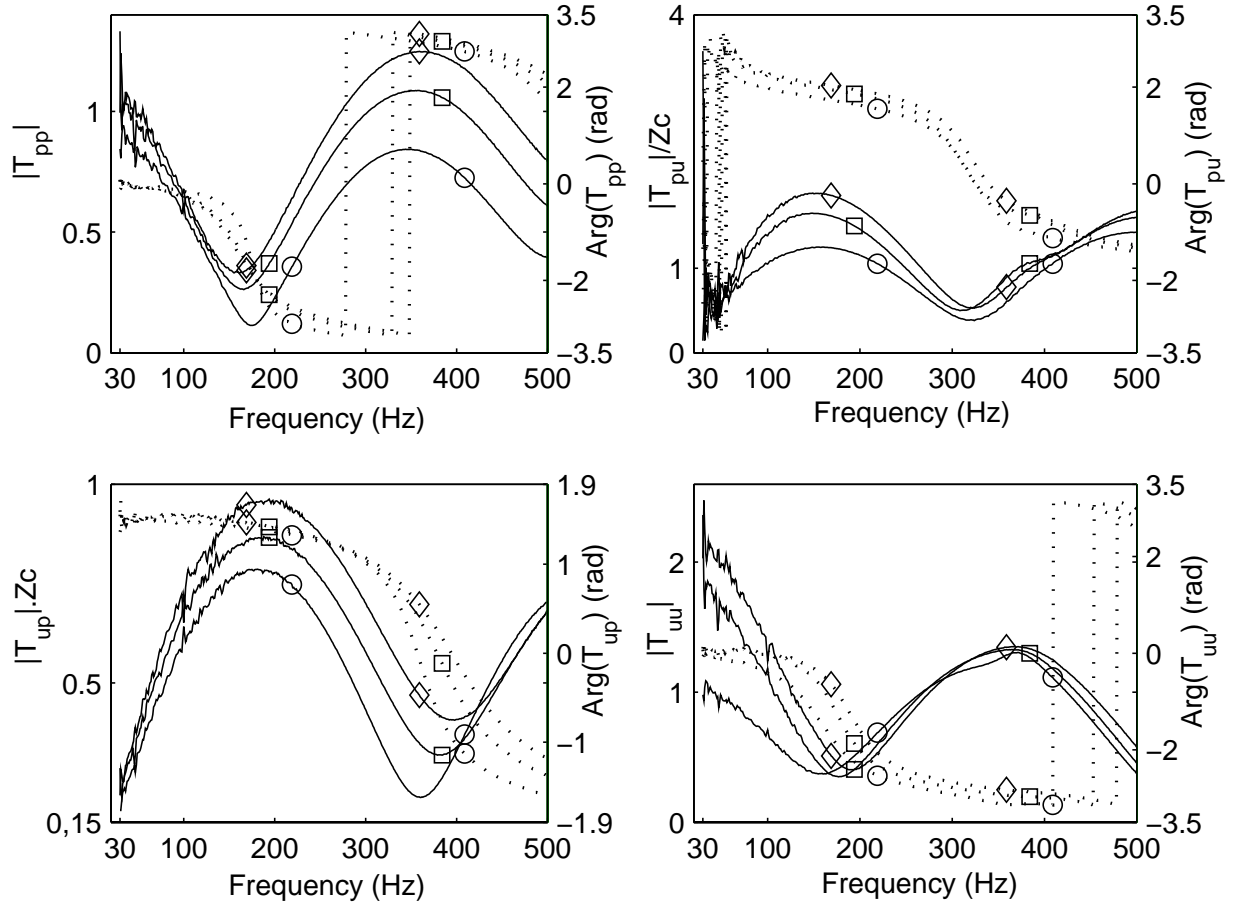 |T_pp|
1
0.5
0
3.5
2
0
−2
−3.5
Arg(T_pp) (rad)
30 100 200 300 400 500
Frequency (Hz)
|T_pu|/Zc
4
1
0
3.5
2
0
−2
−3.5
Arg(T_pu) (rad)
30 100 200 300 400 500
Frequency (Hz)
|T_up|.Zc
1
0.5
0,15
1.9
1
0
−1
−1.9
Arg(T_up) (rad)
30 100 200 300 400 500
Frequency (Hz)
|T_uu|
2
1
0
3.5
2
0
−2
−3.5
Arg(T_uu) (rad)
30 100 200 300 400 500
Frequency (Hz)